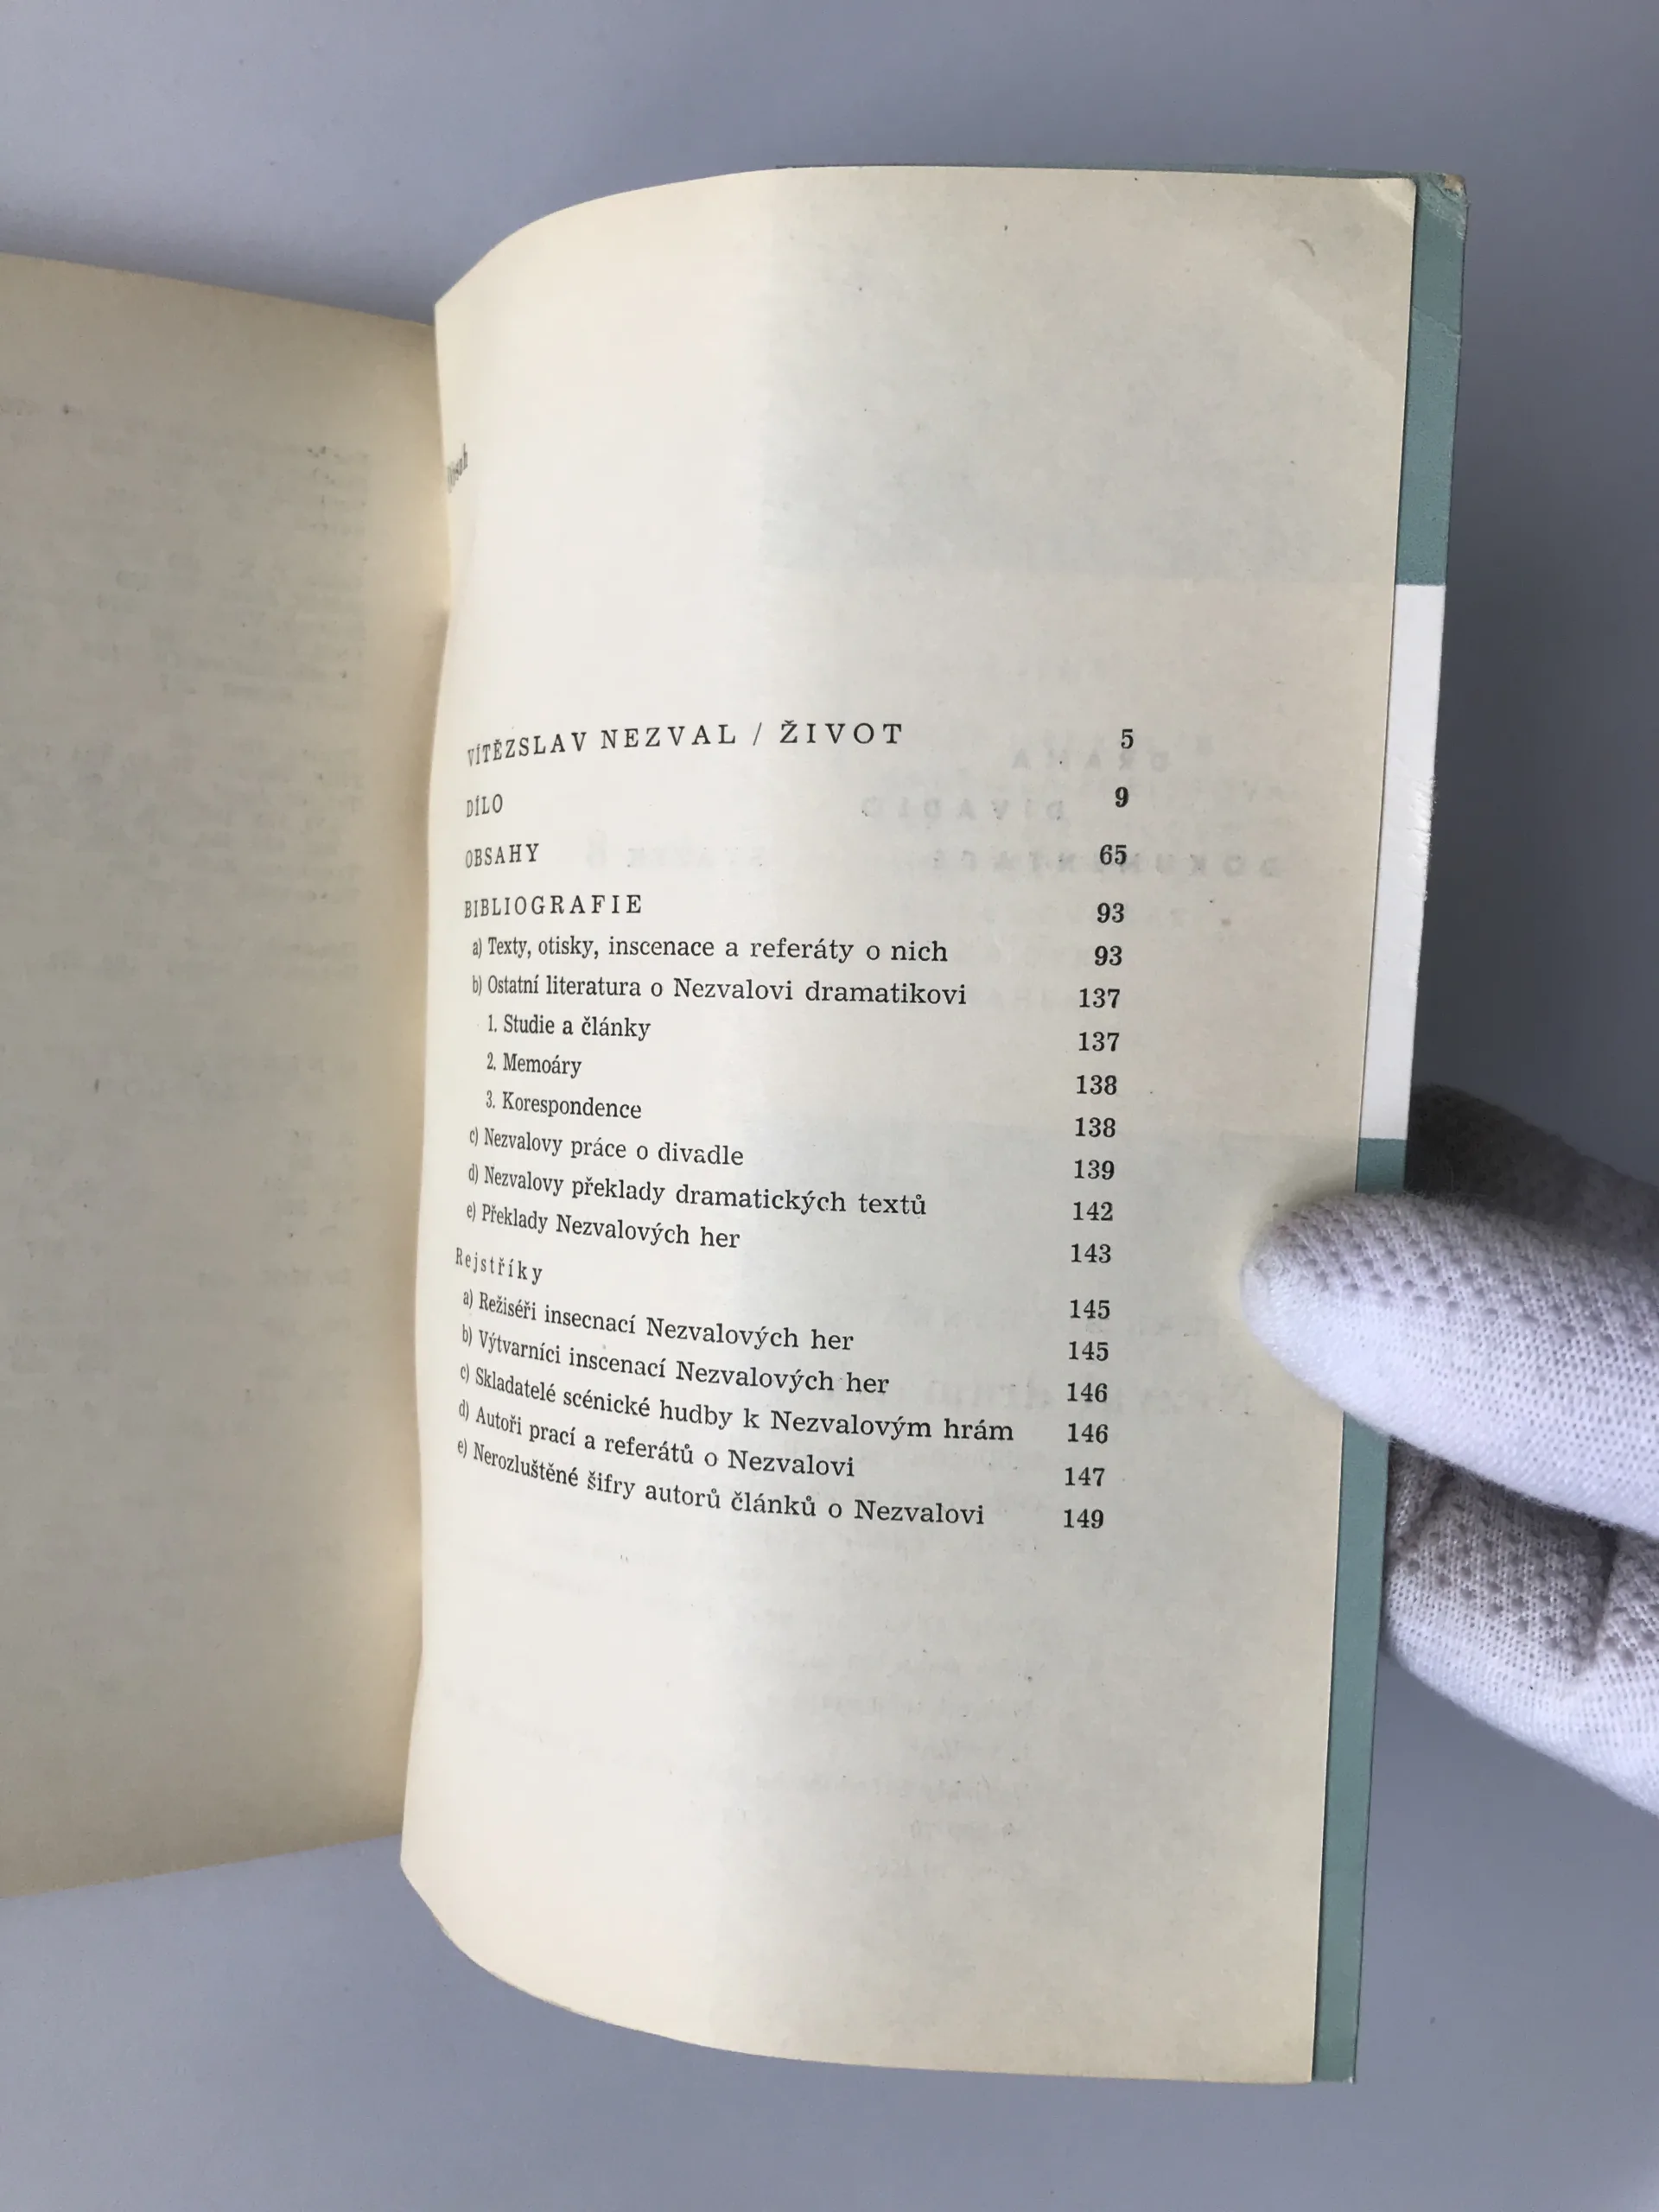 Obsah
VÍTĚZSLAV NEZVAL / ŽIVOT 5
DÍLO 9
OBSAHY 65
BIBLIOGRAFIE 93
a) Texty, otisky, inscenace a referáty o nich 93
b) Ostatní literatura o Nezvalovi dramatikovi 137
1. Studie a články 137
2. Memoáry 138
3. Korespondence 138
c) Nezvalovy práce o divadle 139
d) Nezvalovy překlady dramatických textů 142
e) Překlady Nezvalových her 143
Rejstříky 145
a) Režiséři insecnací Nezvalových her 145
b) Výtvarníci inscenací Nezvalových her 146
c) Skladatelé scénické hudby k Nezvalovým hrám 146
d) Autoři prací a referátů o Nezvalovi 147
e) Nerozluštěné šifry autorů článků o Nezvalovi 149